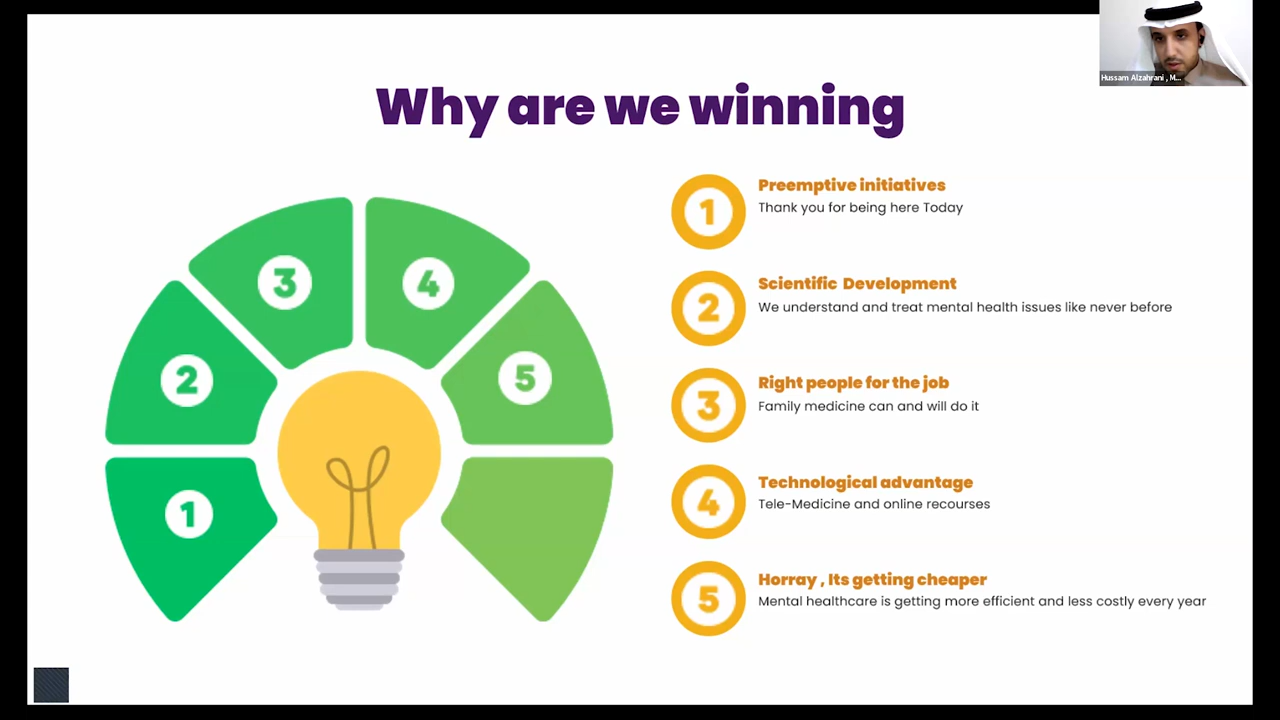 Hussam Alzahrani , M...
Why are we winning
1
Preemptive initiatives
Thank you for being here Today
2
Scientific Development
We understand and treat mental health issues like never before
3
Right people for the job
Family medicine can and will do it
4
Technological advantage
Tele-Medicine and online recourses
5
Horray , Its getting cheaper
Mental healthcare is getting more efficient and less costly every year
1
2
3
4
5